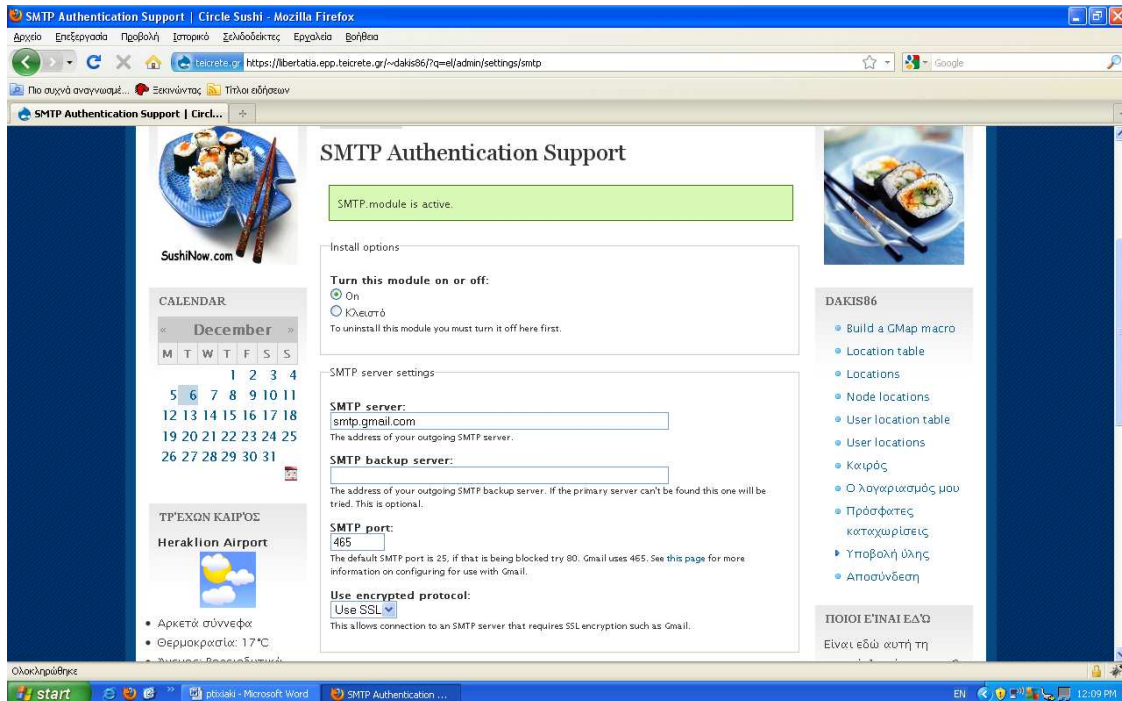 SMTP Authentication Support | Circle Sushi - Mozilla Firefox
Αρχείο Επεξεργασία Προβολή Ιστορικό Σελιδοδείκτες Εργαλεία Βοήθεια
teicrete.gr https://libertatia.epp.teicrete.gr/~dakis86/?q=el/admin/settings/smtp
Google
Πιο συχνά αναγνωσμέ... Ξεκινώντας Τίτλοι ειδήσεων
SMTP Authentication Support | Circl...
SushiNow.com
CALENDAR
« December »
M T W T F S S
1 2 3 4
5 6 7 8 9 10 11
12 13 14 15 16 17 18
19 20 21 22 23 24 25
26 27 28 29 30 31
ΤΡΈΧΩΝ ΚΑΙΡΌΣ
Heraklion Airport
Αρκετά σύννεφα
Θερμοκρασία: 17°C
SMTP Authentication Support
SMTP.module is active.
Install options
Turn this module on or off:
On
Κλειστό
To uninstall this module you must turn it off here first.
SMTP server settings
SMTP server:
smtp.gmail.com
The address of your outgoing SMTP server.
SMTP backup server:
The address of your outgoing SMTP backup server. If the primary server can't be found this one will be
tried. This is optional.
SMTP port:
465
The default SMTP port is 25, if that is being blocked try 80. Gmail uses 465. See this page for more
information on configuring for use with Gmail.
Use encrypted protocol:
Use SSL
This allows connection to an SMTP server that requires SSL encryption such as Gmail.
DAKIS86
Build a GMap macro
Location table
Locations
Node locations
User location table
User locations
Καιρός
Ο λογαριασμός μου
Πρόσφατες
καταχωρίσεις
Υποβολή ύλης
Αποσύνδεση
ΠΟΙΟΙ ΕΊΝΑΙ ΕΔΏ
Είναι εδώ αυτή τη
Ολοκληρώθηκε
start
ptixiaki - Microsoft Word
SMTP Authentication ...
EN
12:09 PM